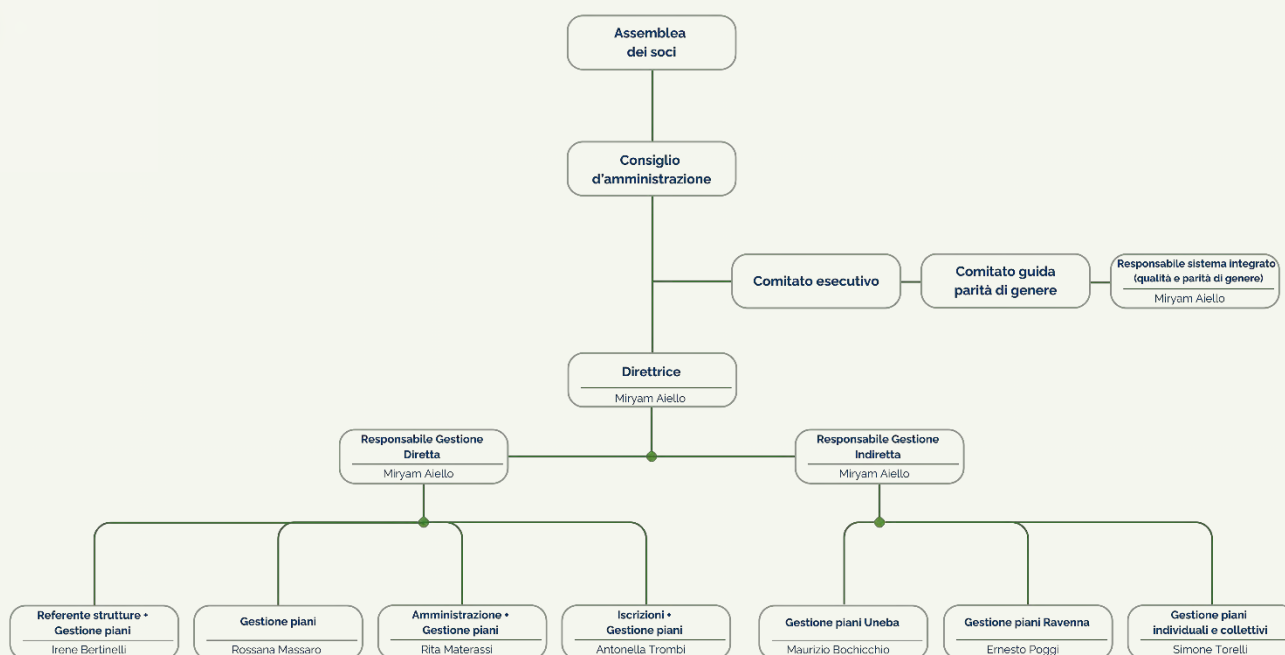 Assemblea
dei soci
Consiglio
d'amministrazione
Comitato esecutivo
Comitato guida
parità di genere
Responsabile sistema integrato
(qualità e parità di genere)
Miryam Aiello
Direttrice
Miryam Aiello
Responsabile Gestione
Diretta
Miryam Aiello
Responsabile Gestione
Indiretta
Miryam Aiello
Referente strutture +
Gestione piani
Irene Bertinelli
Gestione piani
Rossana Massaro
Amministrazione +
Gestione piani
Rita Materassi
Iscrizioni +
Gestione piani
Antonella Trombi
Gestione piani Uneba
Maurizio Bochicchio
Gestione piani Ravenna
Ernesto Poggi
Gestione piani
individuali e collettivi
Simone Torelli